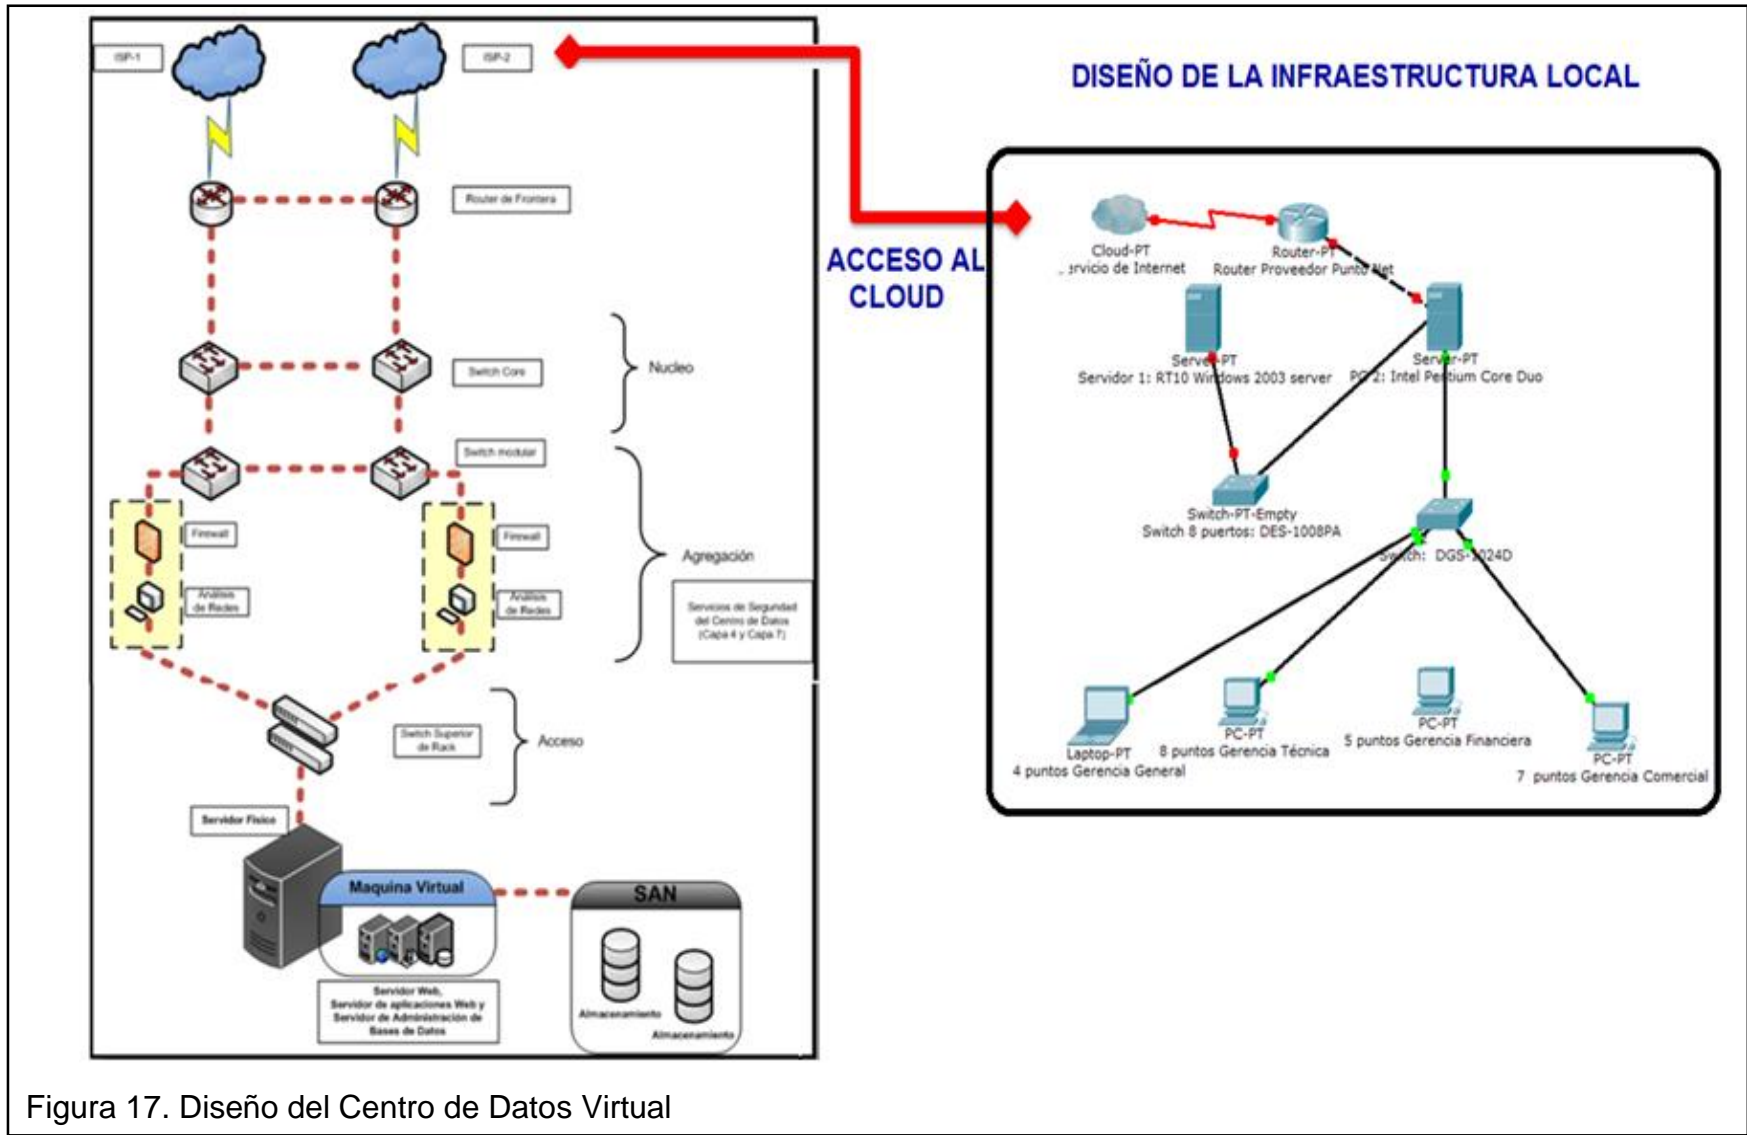 ISP-1
ISP-2
Router de Frontera
Switch Core
Nucleo
Switch modular
Firewall
Firewall
Agregación
Análisis
de Redes
Análisis
de Redes
Servicios de Seguridad
del Centro de Datos
(Capa 4 y Capa 7)
Switch Superior
de Rack
Acceso
Servidor Físico
Maquina Virtual
SAN
Servidor Web,
Servidor de aplicaciones Web y
Servidor de Administración de
Bases de Datos
Almacenamiento
Almacenamiento
ACCESO AL
CLOUD
DISEÑO DE LA INFRAESTRUCTURA LOCAL
Cloud-PT
ervicio de Internet
Router-PT
Router Proveedor Punto Net
Server-PT
Servidor 1: RT10 Windows 2003 server
Server-PT
PC 2: Intel Pentium Core Duo
Switch-PT-Empty
Switch 8 puertos: DES-1008PA
Switch: DGS-1024D
Laptop-PT
4 puntos Gerencia General
PC-PT
8 puntos Gerencia Técnica
PC-PT
5 puntos Gerencia Financiera
PC-PT
7 puntos Gerencia Comercial
Figura 17. Diseño del Centro de Datos Virtual